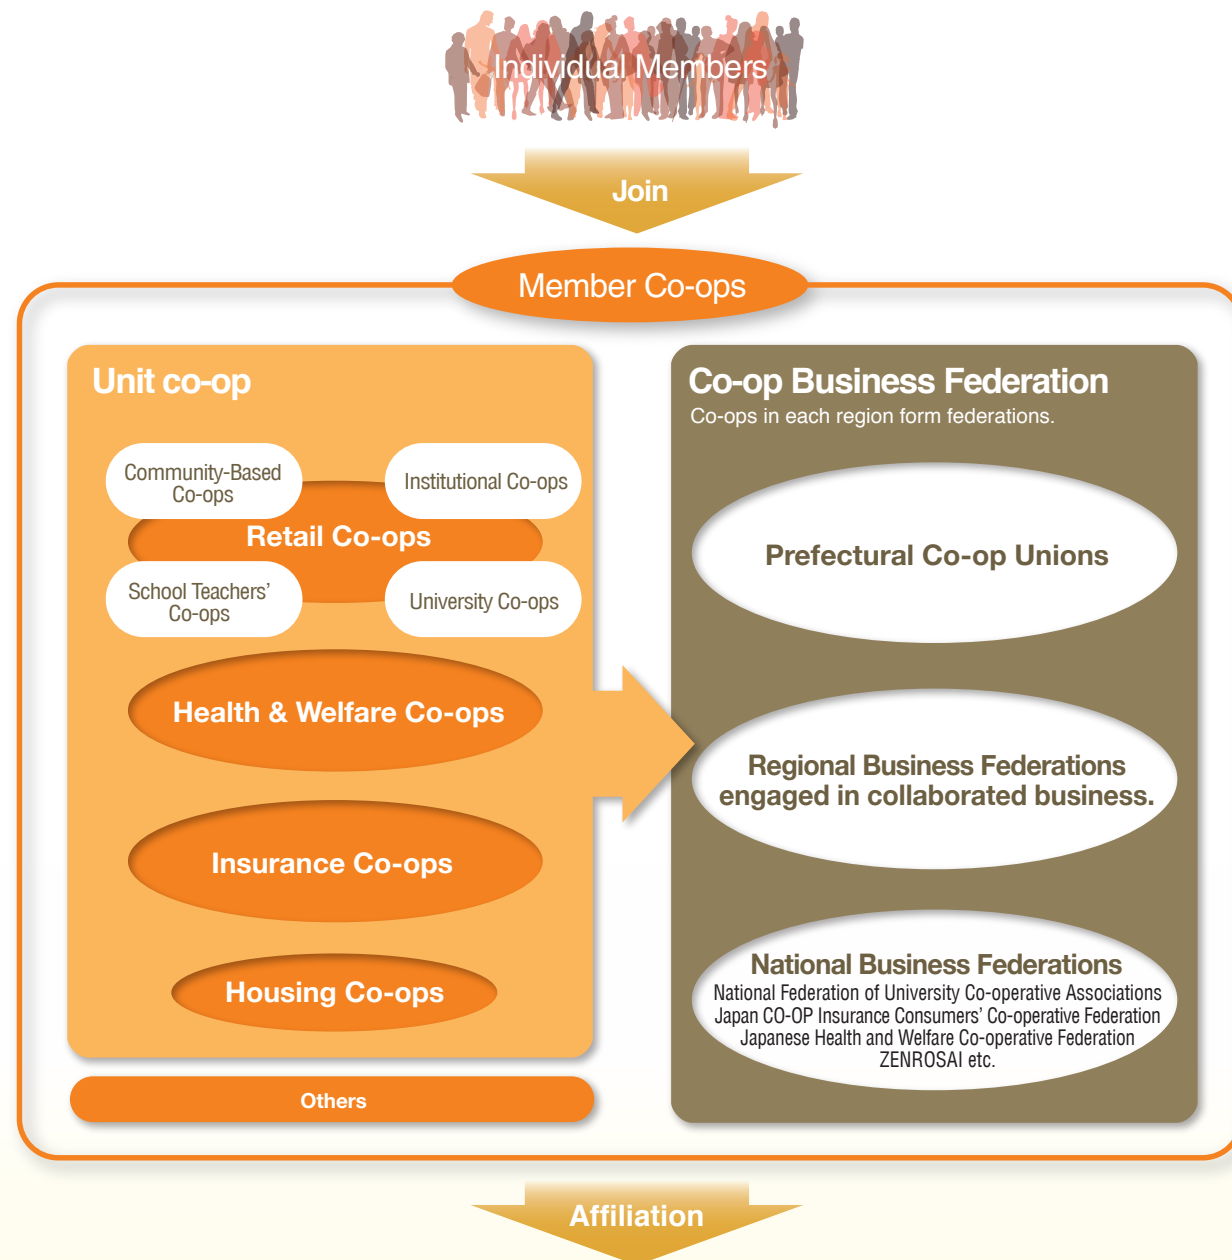 Individual Members
Join
Member Co-ops
Unit co-op
Community-Based
Co-ops
Institutional Co-ops
Retail Co-ops
School Teachers’
Co-ops
University Co-ops
Health & Welfare Co-ops
Insurance Co-ops
Housing Co-ops
Others
Co-op Business Federation
Co-ops in each region form federations.
Prefectural Co-op Unions
Regional Business Federations
engaged in collaborated business.
National Business Federations
National Federation of University Co-operative Associations
Japan CO-OP Insurance Consumers’ Co-operative Federation
Japanese Health and Welfare Co-operative Federation
ZENROSAI etc.
Affiliation